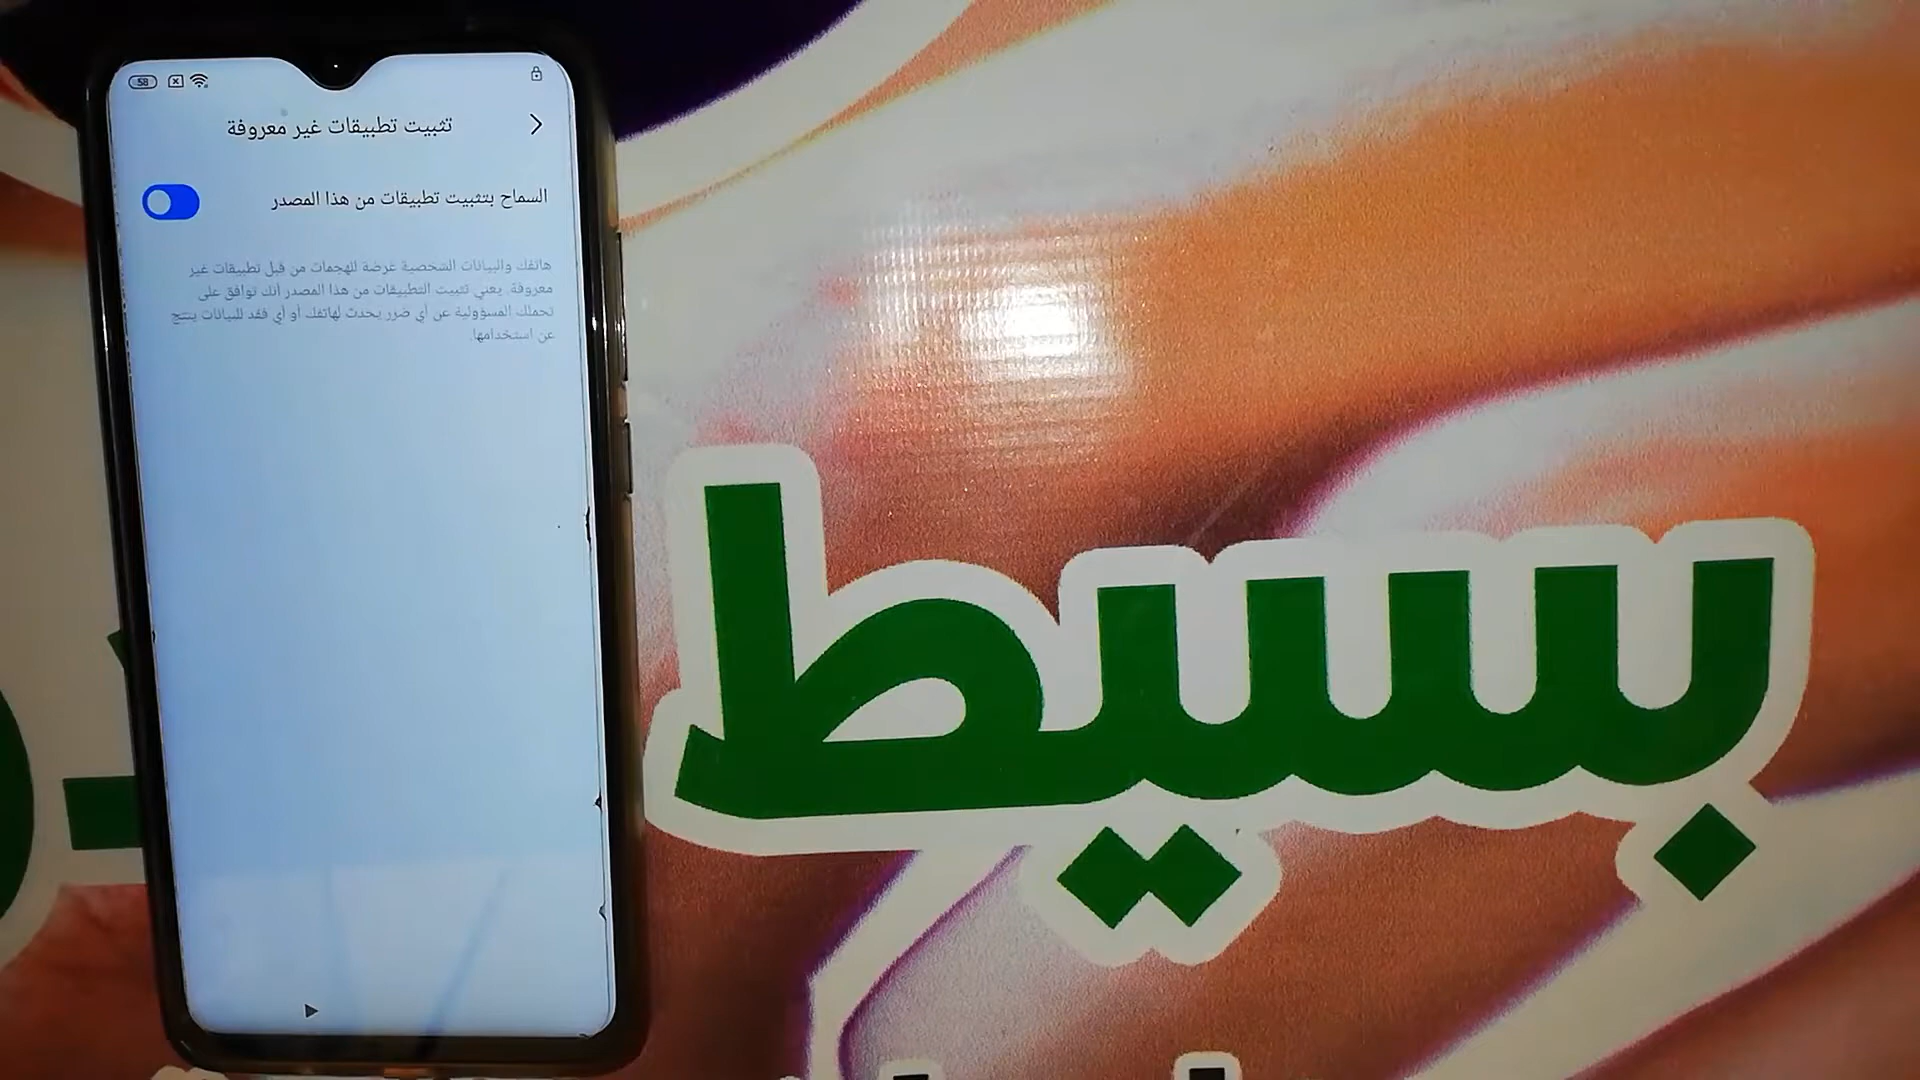 58
تثبيت تطبيقات غير معروفة
السماح بتثبيت تطبيقات من هذا المصدر
هاتفك والبيانات الشخصية عرضة للهجمات من قبل تطبيقات غير
معروفة. يعني تثبيت التطبيقات من هذا المصدر أنك توافق على
تحملك المسؤولية عن أي ضرر يحدث لهاتفك أو أي فقد للبيانات ينتج
عن استخدامها.
بسيط